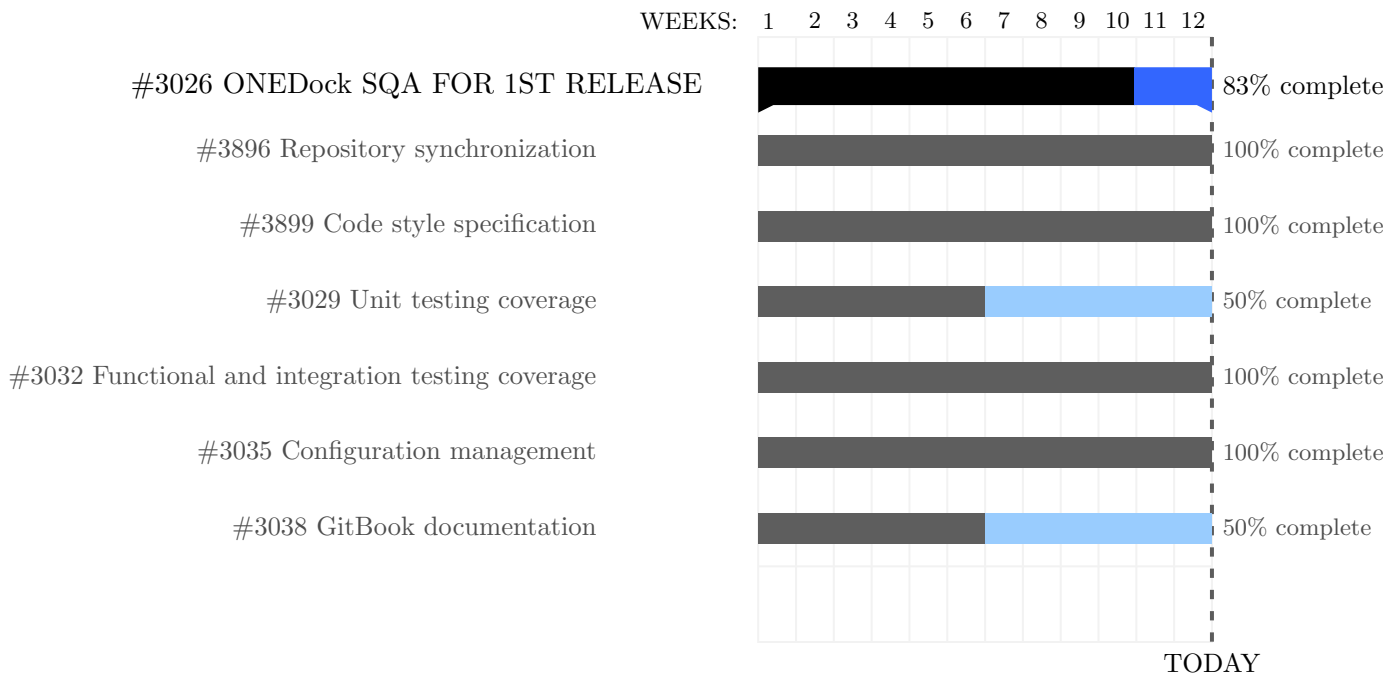 WEEKS: 1 2 3 4 5 6 7 8 9 10 11 12
#3026 ONEDock SQA FOR 1ST RELEASE 83% complete
#3896 Repository synchronization 100% complete
#3899 Code style specification 100% complete
#3029 Unit testing coverage 50% complete
#3032 Functional and integration testing coverage 100% complete
#3035 Configuration management 100% complete
#3038 GitBook documentation 50% complete
TODAY